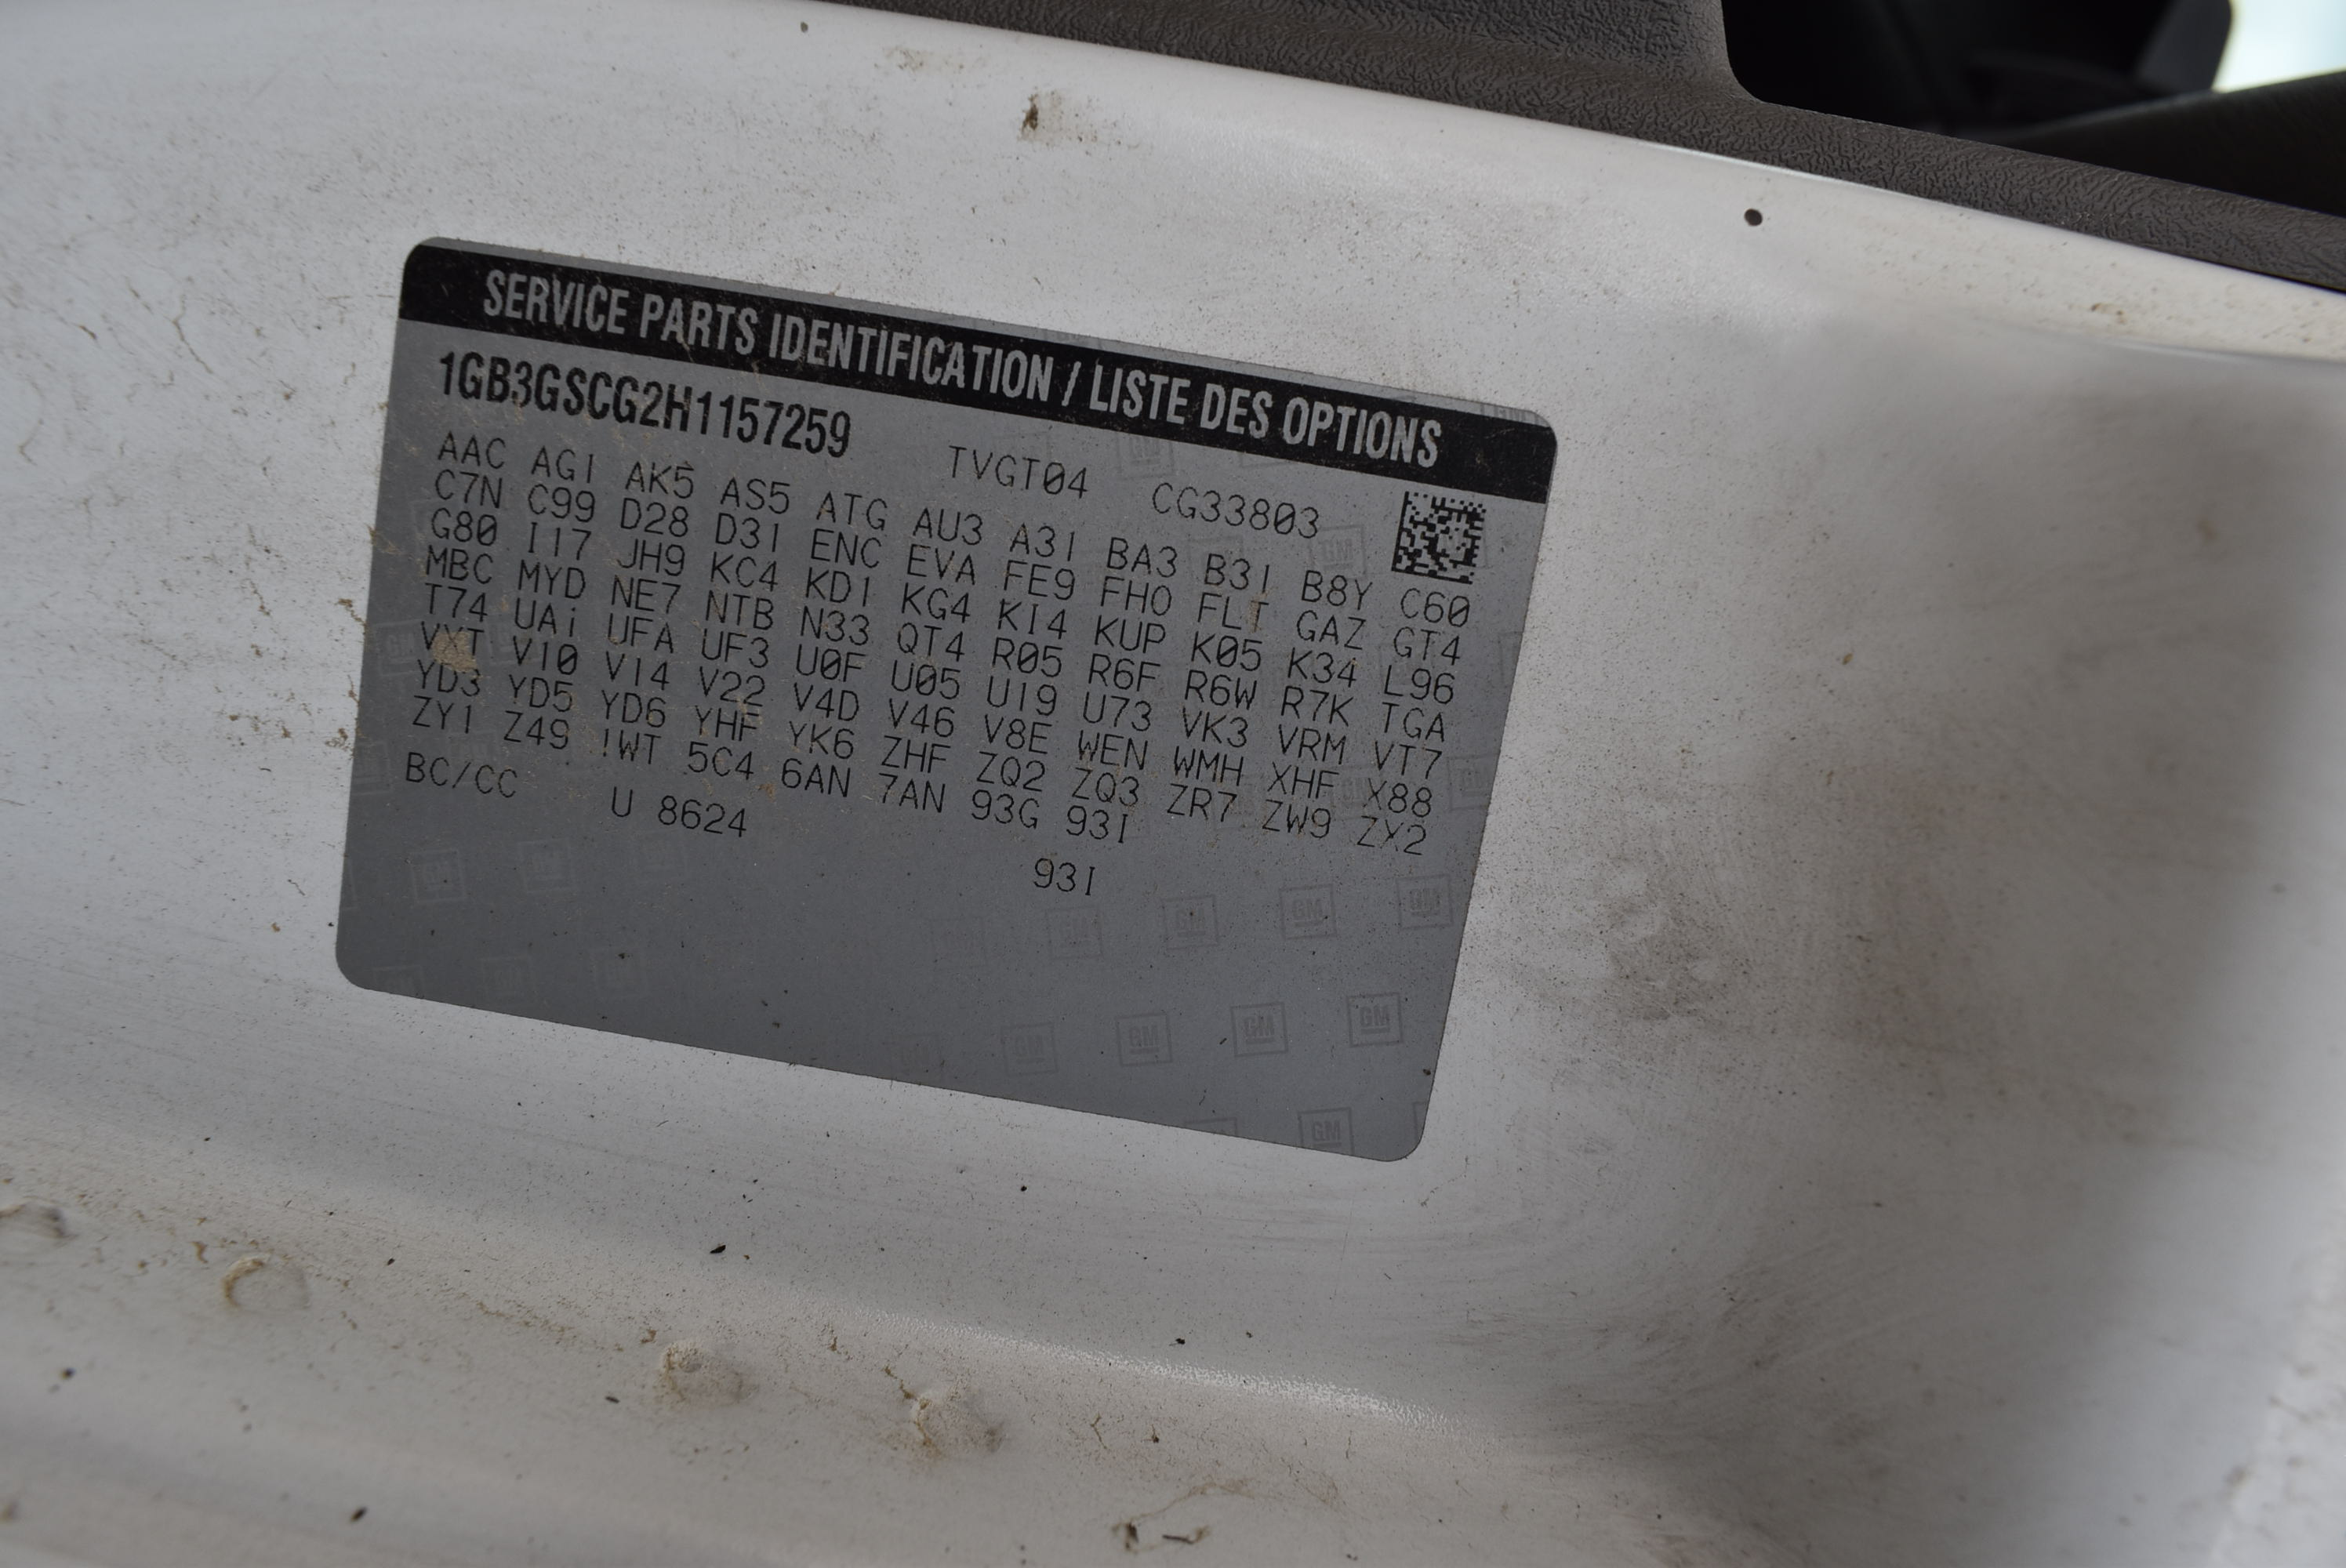 SERVICE PARTS IDENTIFICATION / LISTE DES OPTIONS
1GB3GSCG2H1157259 TVGT04 CG33803
AAC AG1 AK5 AS5 ATG AU3 A31 BA3 B31 B8Y C60
C7N C99 D28 D31 ENC EVA FE9 FHO FLT GAZ GT4
G80 I17 JH9 KC4 KD1 KG4 KI4 KUP K05 K34 L96
MBC MYD NE7 NTB N33 QT4 R05 R6F R6W R7K TGA
T74 UAi UFA UF3 U0F U05 U19 U73 VK3 VRM VT7
VXT V10 V14 V22 V4D V46 V8E WEN WMH XHF X88
YD3 YD5 YD6 YHF YK6 ZHF ZQ2 ZQ3 ZR7 ZW9 ZX2
ZY1 Z49 1WT 5C4 6AN 7AN 93G 93I
BC/CC U 8624 93I